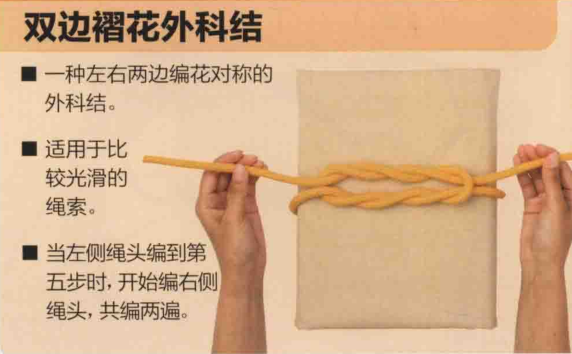 双边褶花外科结
■ 一种左右两边编花对称的
外科结。
■ 适用于比
较光滑的
绳索。
■ 当左侧绳头编到第
五步时,开始编右侧
绳头,共编两遍。